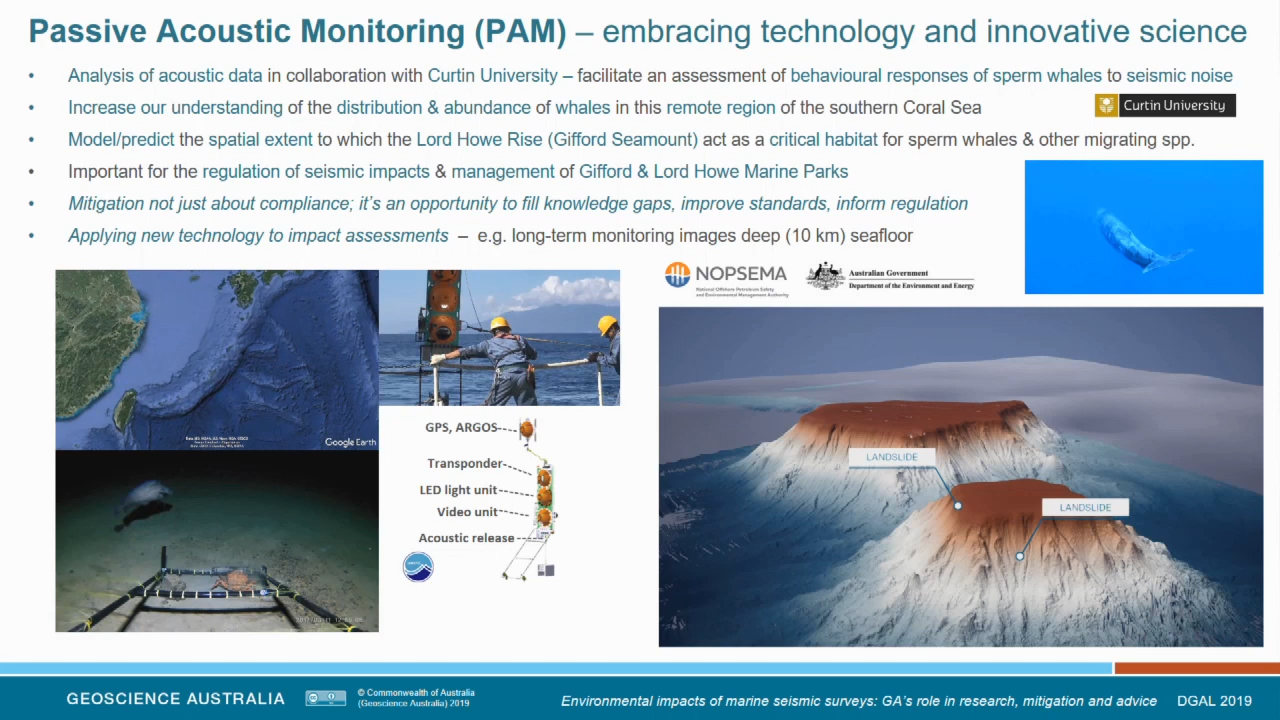 Passive Acoustic Monitoring (PAM) – embracing technology and innovative science
• Analysis of acoustic data in collaboration with Curtin University – facilitate an assessment of behavioural responses of sperm whales to seismic noise
• Increase our understanding of the distribution & abundance of whales in this remote region of the southern Coral Sea
Curtin University
• Model/predict the spatial extent to which the Lord Howe Rise (Gifford Seamount) act as a critical habitat for sperm whales & other migrating spp.
• Important for the regulation of seismic impacts & management of Gifford & Lord Howe Marine Parks
• Mitigation not just about compliance; it's an opportunity to fill knowledge gaps, improve standards, inform regulation
• Applying new technology to impact assessments – e.g. long-term monitoring images deep (10 km) seafloor
NOPSEMA
National Offshore Petroleum Safety
and Environmental Management Authority
Australian Government
Department of the Environment and Energy
Google Earth
GPS, ARGOS
Transponder
LED light unit
Video unit
Acoustic release
LANDSLIDE
LANDSLIDE
GEOSCIENCE AUSTRALIA
© Commonwealth of Australia
(Geoscience Australia) 2019
Environmental impacts of marine seismic surveys: GA's role in research, mitigation and advice
DGAL 2019